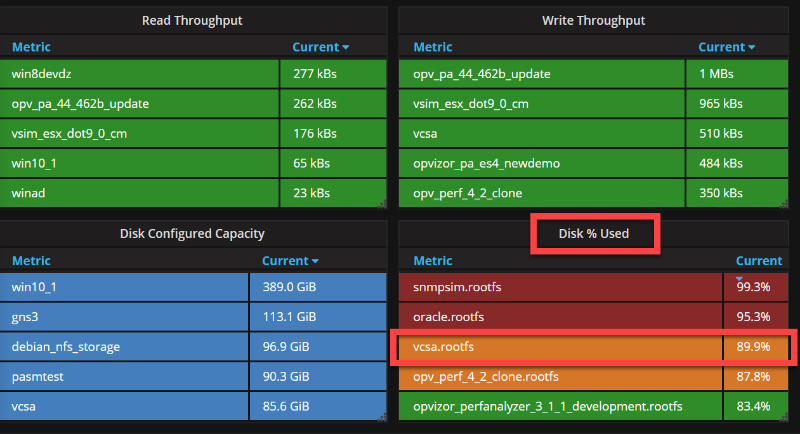 Read Throughput
Metric Current
win8devdz 277 kBs
opv_pa_44_462b_update 262 kBs
vsim_esx_dot9_0_cm 176 kBs
win10_1 65 kBs
winad 23 kBs
Write Throughput
Metric Current
opv_pa_44_462b_update 1 MBs
vsim_esx_dot9_0_cm 965 kBs
vcsa 510 kBs
opvizor_pa_es4_newdemo 484 kBs
opv_perf_4_2_clone 350 kBs
Disk Configured Capacity
Metric Current
win10_1 389.0 GiB
gns3 113.1 GiB
debian_nfs_storage 96.9 GiB
pasmtest 90.3 GiB
vcsa 85.6 GiB
Disk % Used
Metric Current
snmpsim.rootfs 99.3%
oracle.rootfs 95.3%
vcsa.rootfs 89.9%
opv_perf_4_2_clone.rootfs 87.8%
opvizor_perfanalyzer_3_1_1_development.rootfs 83.4%